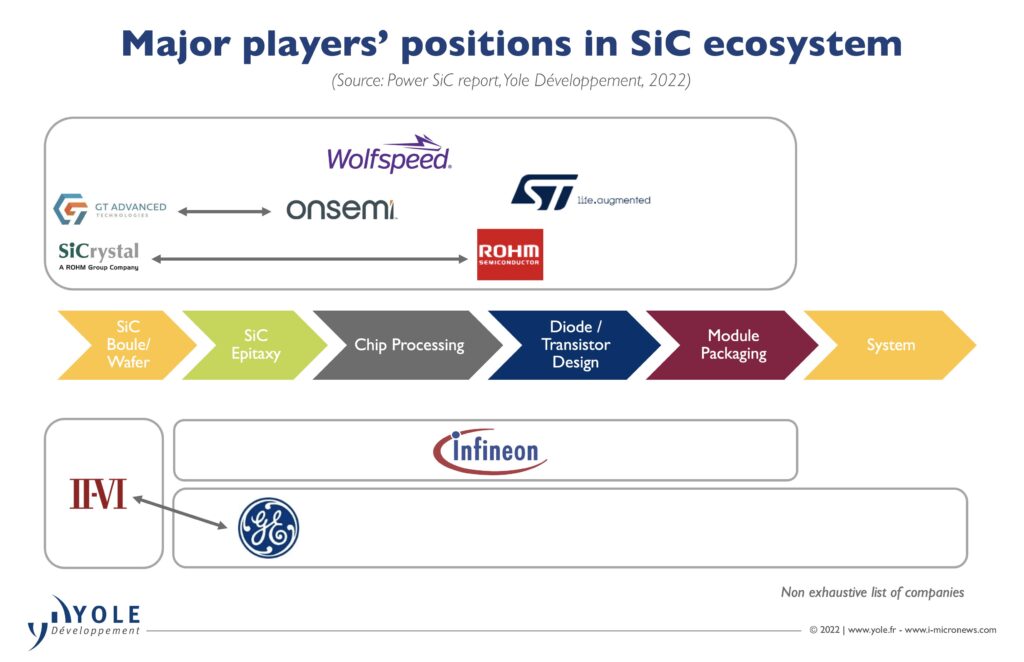 Major players’ positions in SiC ecosystem
(Source: Power SiC report, Yole Développement, 2022)
Wolfspeed®
GT ADVANCED
TECHNOLOGIES
onsemi
ST life.augmented
SiCrystal
A ROHM Group Company
ROHM
SEMICONDUCTOR
SiC
Boule/
Wafer
SiC
Epitaxy
Chip Processing
Diode /
Transistor
Design
Module
Packaging
System
infineon
II-VI
GE
Non exhaustive list of companies
YOLE
Développement
© 2022 | www.yole.fr - www.i-micronews.com